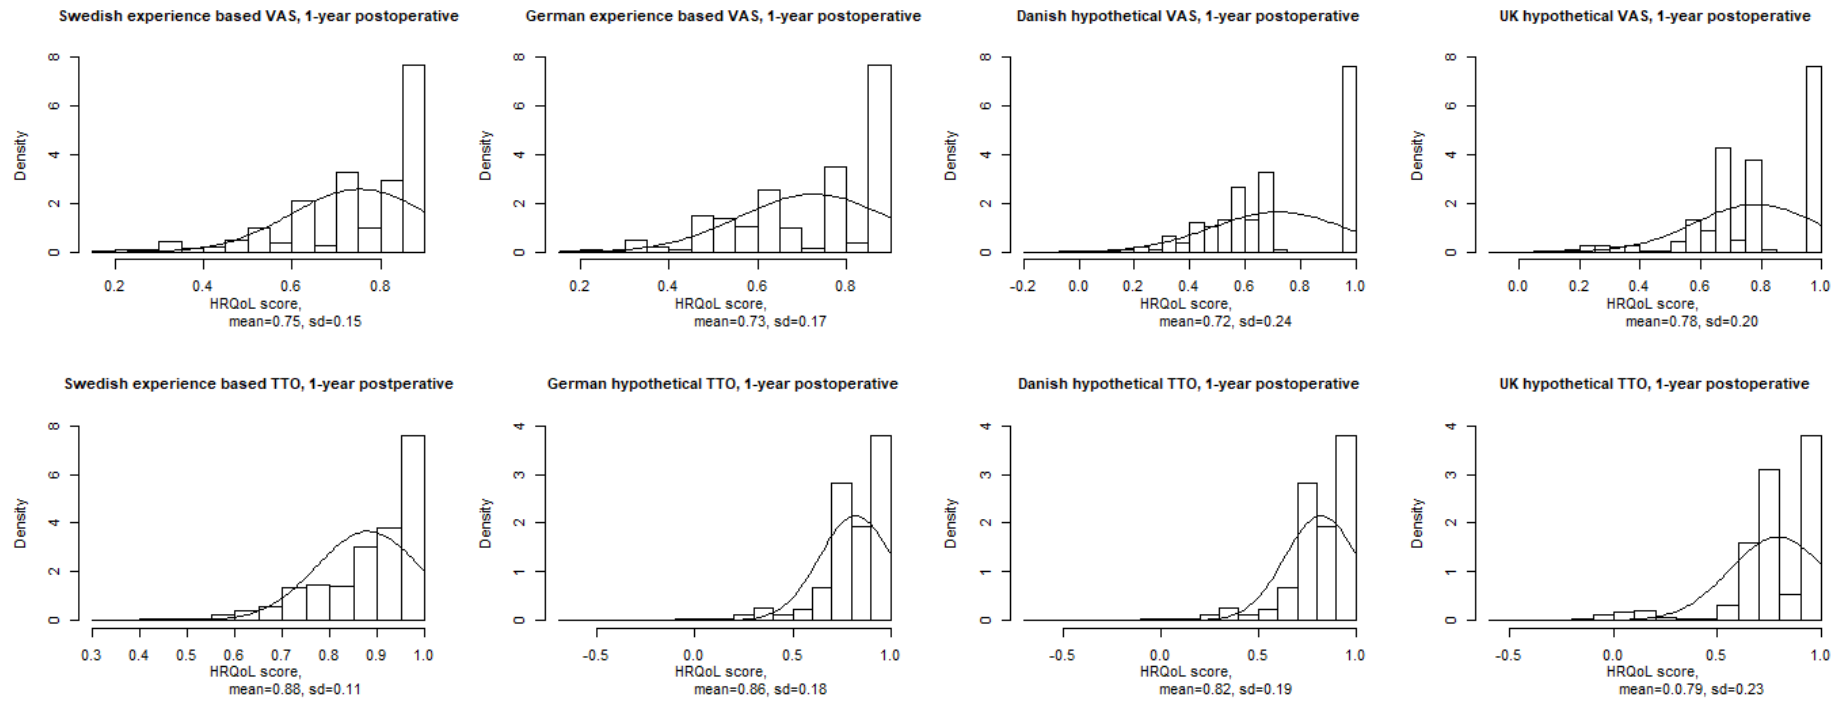 Swedish experience based VAS, 1-year postoperative
Density
8
6
4
2
0
0.2 0.4 0.6 0.8
HRQoL score,
mean=0.75, sd=0.15
German experience based VAS, 1-year postoperative
Density
8
6
4
2
0
0.2 0.4 0.6 0.8
HRQoL score,
mean=0.73, sd=0.17
Danish hypothetical VAS, 1-year postoperative
Density
8
6
4
2
0
-0.2 0.0 0.2 0.4 0.6 0.8 1.0
HRQoL score,
mean=0.72, sd=0.24
UK hypothetical VAS, 1-year postoperative
Density
8
6
4
2
0
0.0 0.2 0.4 0.6 0.8 1.0
HRQoL score,
mean=0.78, sd=0.20
Swedish experience based TTO, 1-year postperative
Density
8
6
4
2
0
0.3 0.4 0.5 0.6 0.7 0.8 0.9 1.0
HRQoL score,
mean=0.88, sd=0.11
German hypothetical TTO, 1-year postoperative
Density
4
3
2
1
0
-0.5 0.0 0.5 1.0
HRQoL score,
mean=0.86, sd=0.18
Danish hypothetical TTO, 1-year postoperative
Density
4
3
2
1
0
-0.5 0.0 0.5 1.0
HRQoL score,
mean=0.82, sd=0.19
UK hypothetical TTO, 1-year postoperative
Density
4
3
2
1
0
-0.5 0.0 0.5 1.0
HRQoL score,
mean=0.0.79, sd=0.23